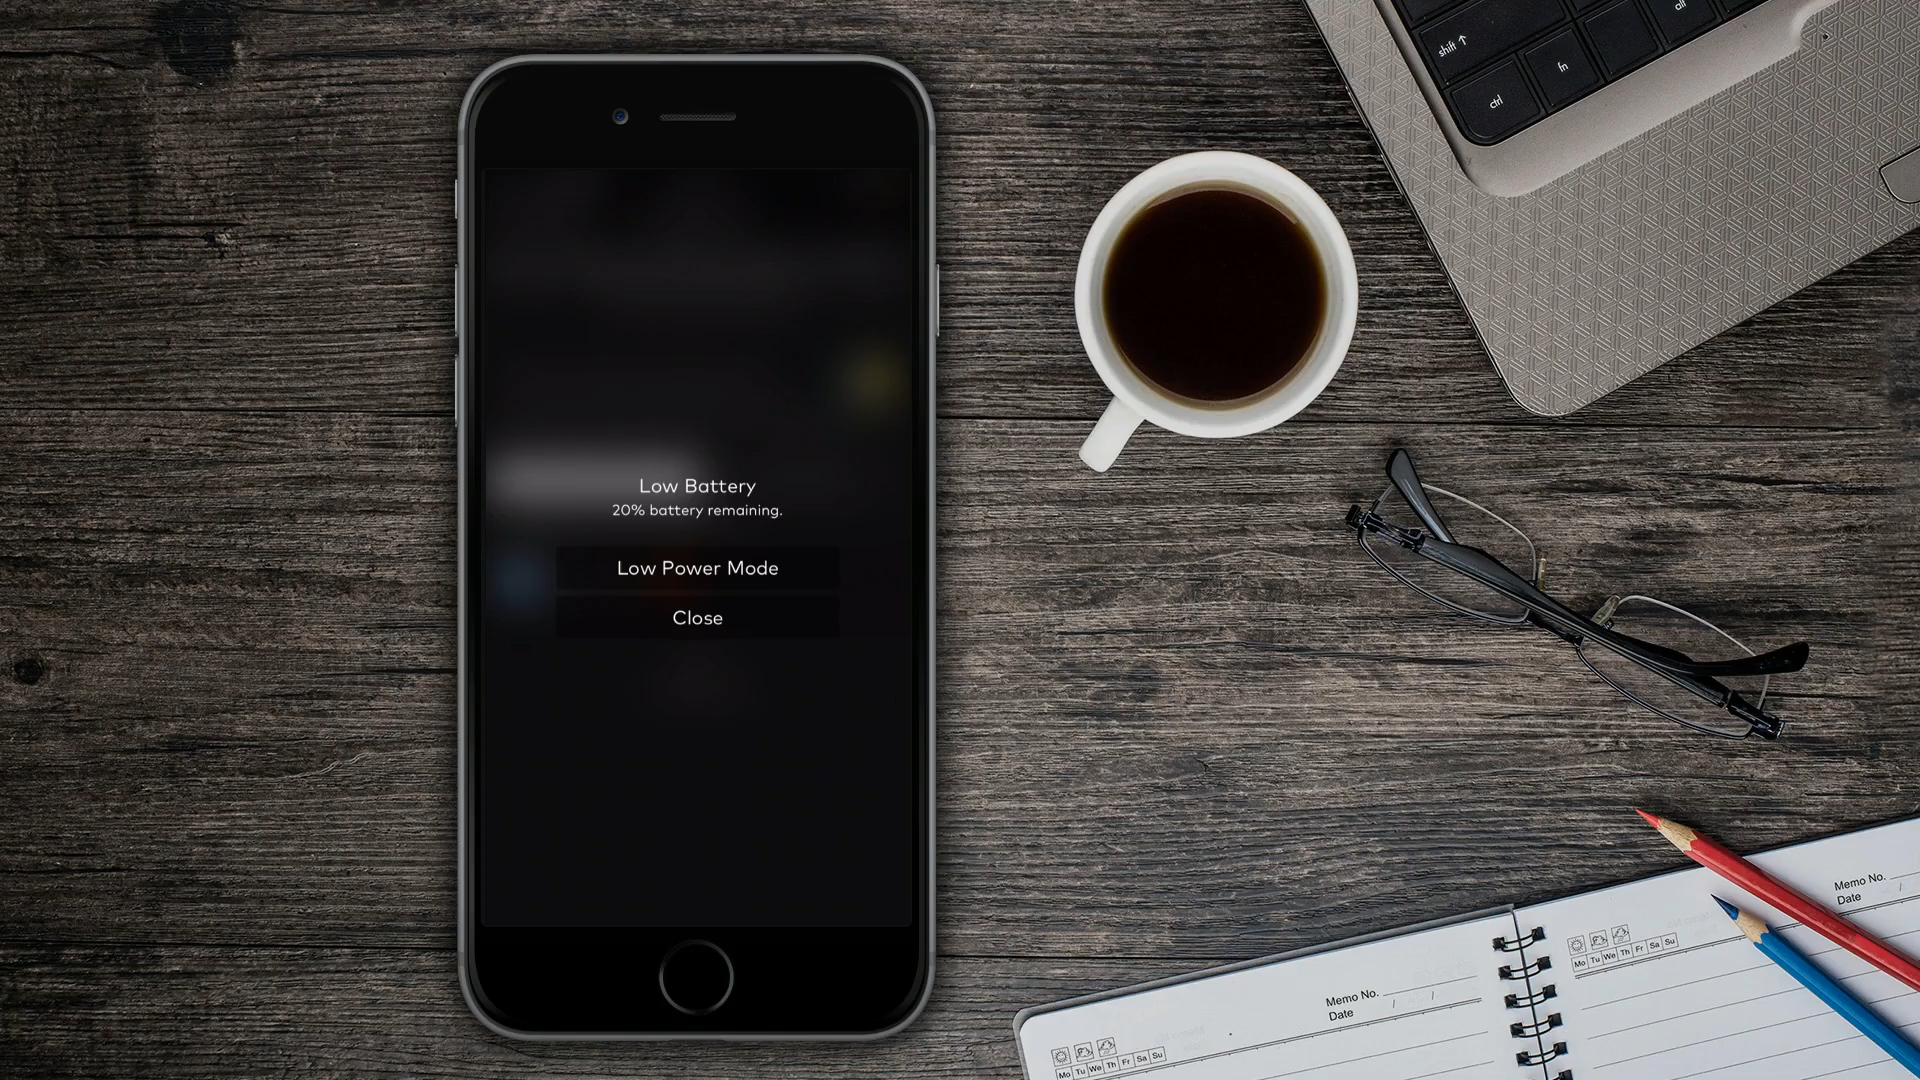 Low Battery
20% battery remaining.
Low Power Mode
Close
shift ↑
alt
fn
ctrl
Memo No.
Date / /
Mo Tu We Th Fr Sa Su
Memo No.
Date /
Mo Tu We Th Fr Sa Su